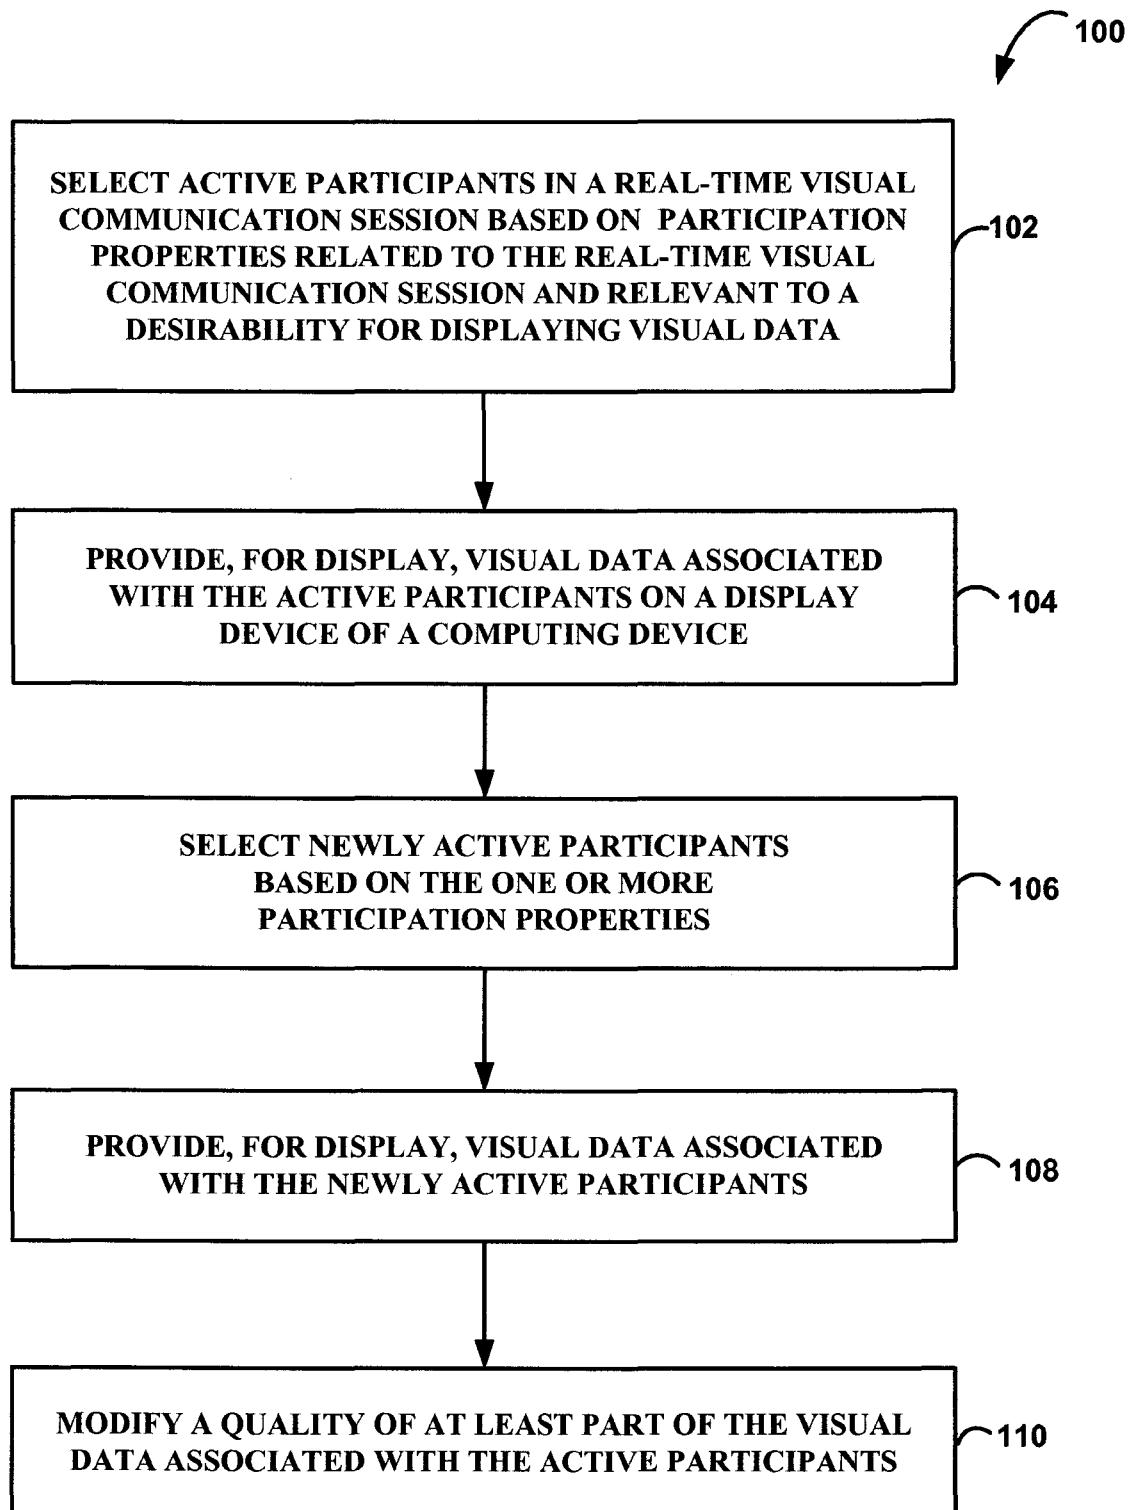 100
SELECT ACTIVE PARTICIPANTS IN A REAL-TIME VISUAL
COMMUNICATION SESSION BASED ON PARTICIPATION
PROPERTIES RELATED TO THE REAL-TIME VISUAL
COMMUNICATION SESSION AND RELEVANT TO A
DESIRABILITY FOR DISPLAYING VISUAL DATA
102
PROVIDE, FOR DISPLAY, VISUAL DATA ASSOCIATED
WITH THE ACTIVE PARTICIPANTS ON A DISPLAY
DEVICE OF A COMPUTING DEVICE
104
SELECT NEWLY ACTIVE PARTICIPANTS
BASED ON THE ONE OR MORE
PARTICIPATION PROPERTIES
106
PROVIDE, FOR DISPLAY, VISUAL DATA ASSOCIATED
WITH THE NEWLY ACTIVE PARTICIPANTS
108
MODIFY A QUALITY OF AT LEAST PART OF THE VISUAL
DATA ASSOCIATED WITH THE ACTIVE PARTICIPANTS
110